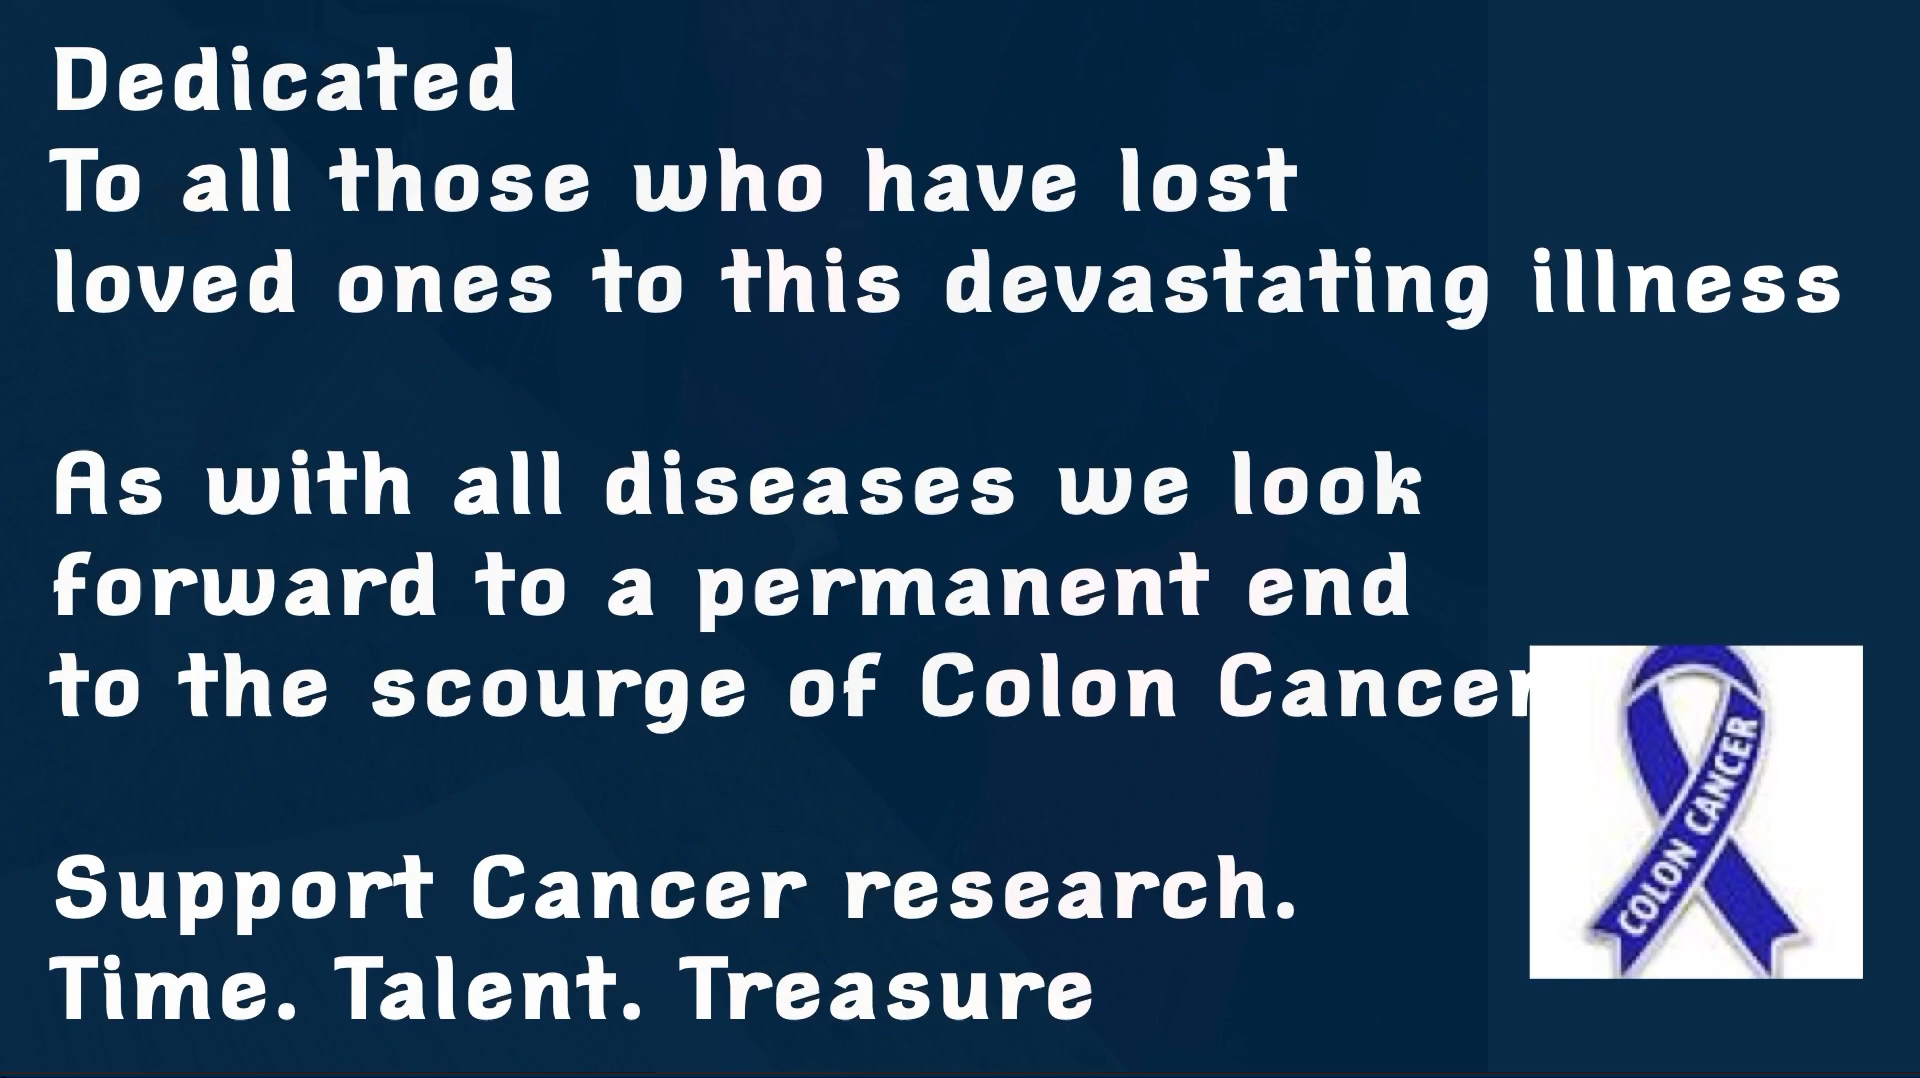 Dedicated
To all those who have lost
loved ones to this devastating illness
As with all diseases we look
forward to a permanent end
to the scourge of Colon Cancer
COLON CANCER
Support Cancer research.
Time. Talent. Treasure